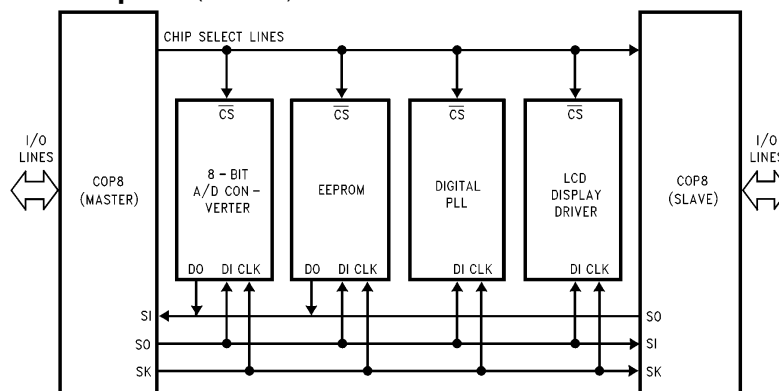 CHIP SELECT LINES
CS
CS
CS
CS
I/O
LINES
COP8
(MASTER)
8 - BIT
A/D CON -
VERTER
EEPROM
DIGITAL
PLL
LCD
DISPLAY
DRIVER
COP8
(SLAVE)
I/O
LINES
DO
DI CLK
DO
DI CLK
DI CLK
DI CLK
SI
SO
SO
SI
SK
SK